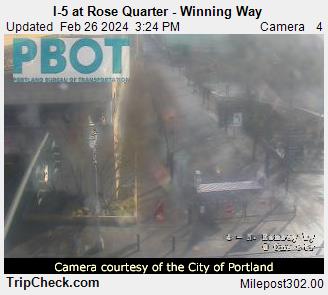 I-5 at Rose Quarter - Winning Way
Updated Feb 26 2024 3:24 PM Camera 4
PBOT
PORTLAND BUREAU OF TRANSPORTATION
Camera courtesy of the City of Portland
TripCheck.com Milepost302.00